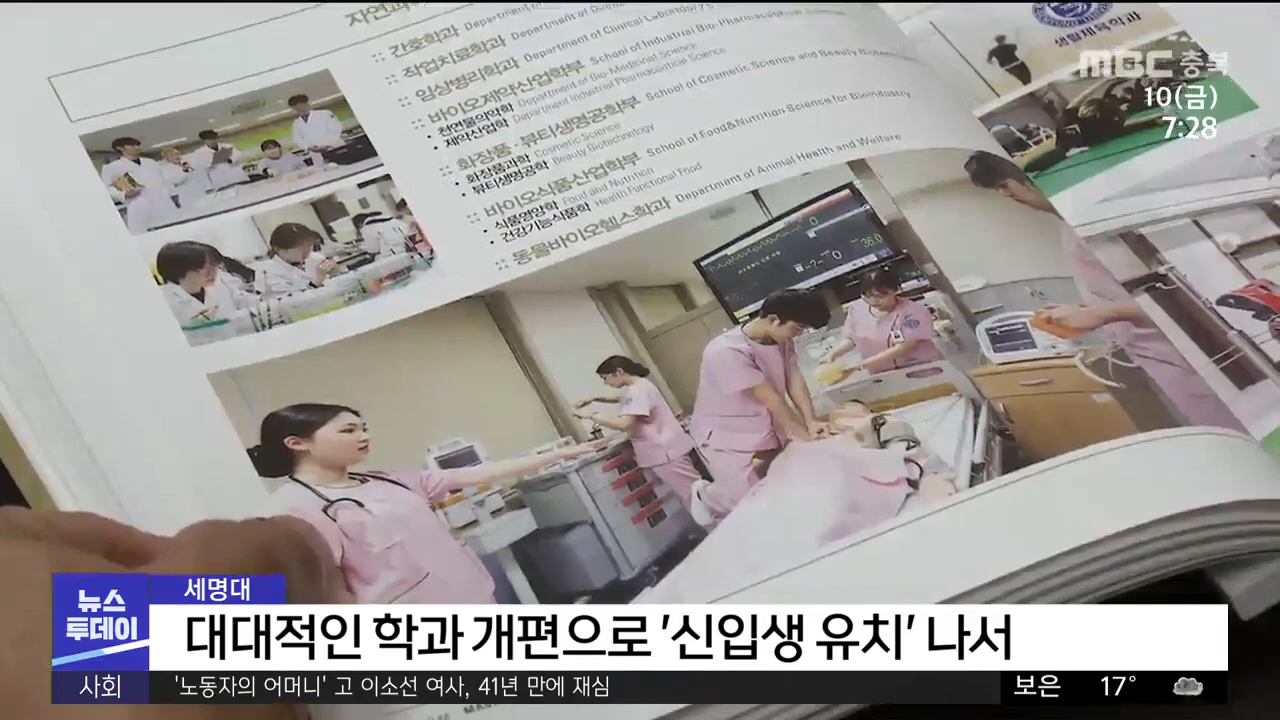 자연과
간호학과 Department of
작업치료학과 Department of
임상병리학과 Department of Clinical Laboratory
바이오제약산업학부 School of Industrial Bio-Pharmaceutical Science
• 천연물의약학 Department of Bio-Medicinal Science
• 제약산업학 Department Industrial Pharmaceutical Science
화장품·뷰티생명공학부 School of Cosmetic Science and Beauty
• 화장품과학 Cosmetic Science
• 뷰티생명공학 Beauty Biotechnology
바이오식품산업학부 School of Food&Nutrition Science for Bioindustry
• 식품영양학 Food and Nutrition
• 건강기능식품학 Health Functional Food
동물바이오헬스학과 Department of Animal Health and Welfare
생활체육학과
MBC 충북
10(금)
7:28
36.0
뉴스
투데이
세명대
대대적인 학과 개편으로 '신입생 유치' 나서
사회
'노동자의 어머니' 고 이소선 여사, 41년 만에 재심
보은 17°